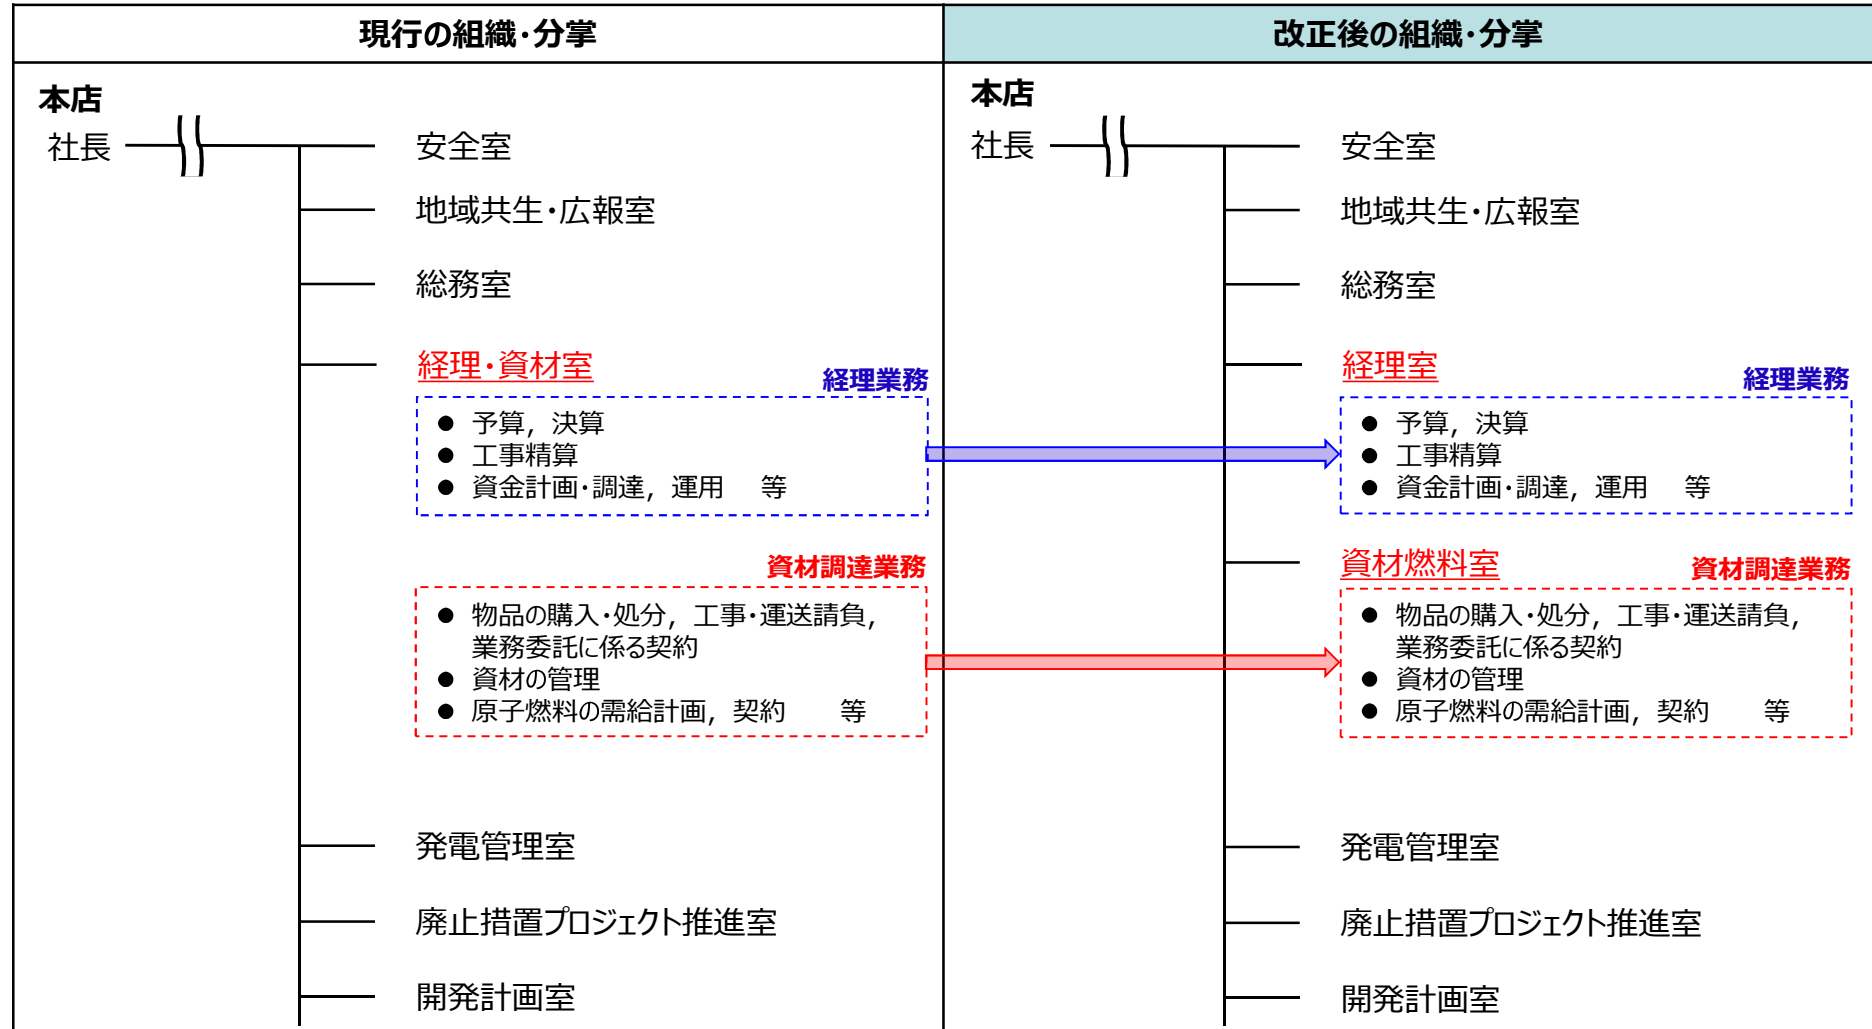 現行の組織・分掌
本店
社長
安全室
地域共生・広報室
総務室
経理・資材室
経理業務
● 予算，決算
● 工事精算
● 資金計画・調達，運用　等
資材調達業務
● 物品の購入・処分，工事・運送請負，
業務委託に係る契約
● 資材の管理
● 原子燃料の需給計画，契約　等
発電管理室
廃止措置プロジェクト推進室
開発計画室
改正後の組織・分掌
本店
社長
安全室
地域共生・広報室
総務室
経理室
経理業務
● 予算，決算
● 工事精算
● 資金計画・調達，運用　等
資材燃料室
資材調達業務
● 物品の購入・処分，工事・運送請負，
業務委託に係る契約
● 資材の管理
● 原子燃料の需給計画，契約　等
発電管理室
廃止措置プロジェクト推進室
開発計画室